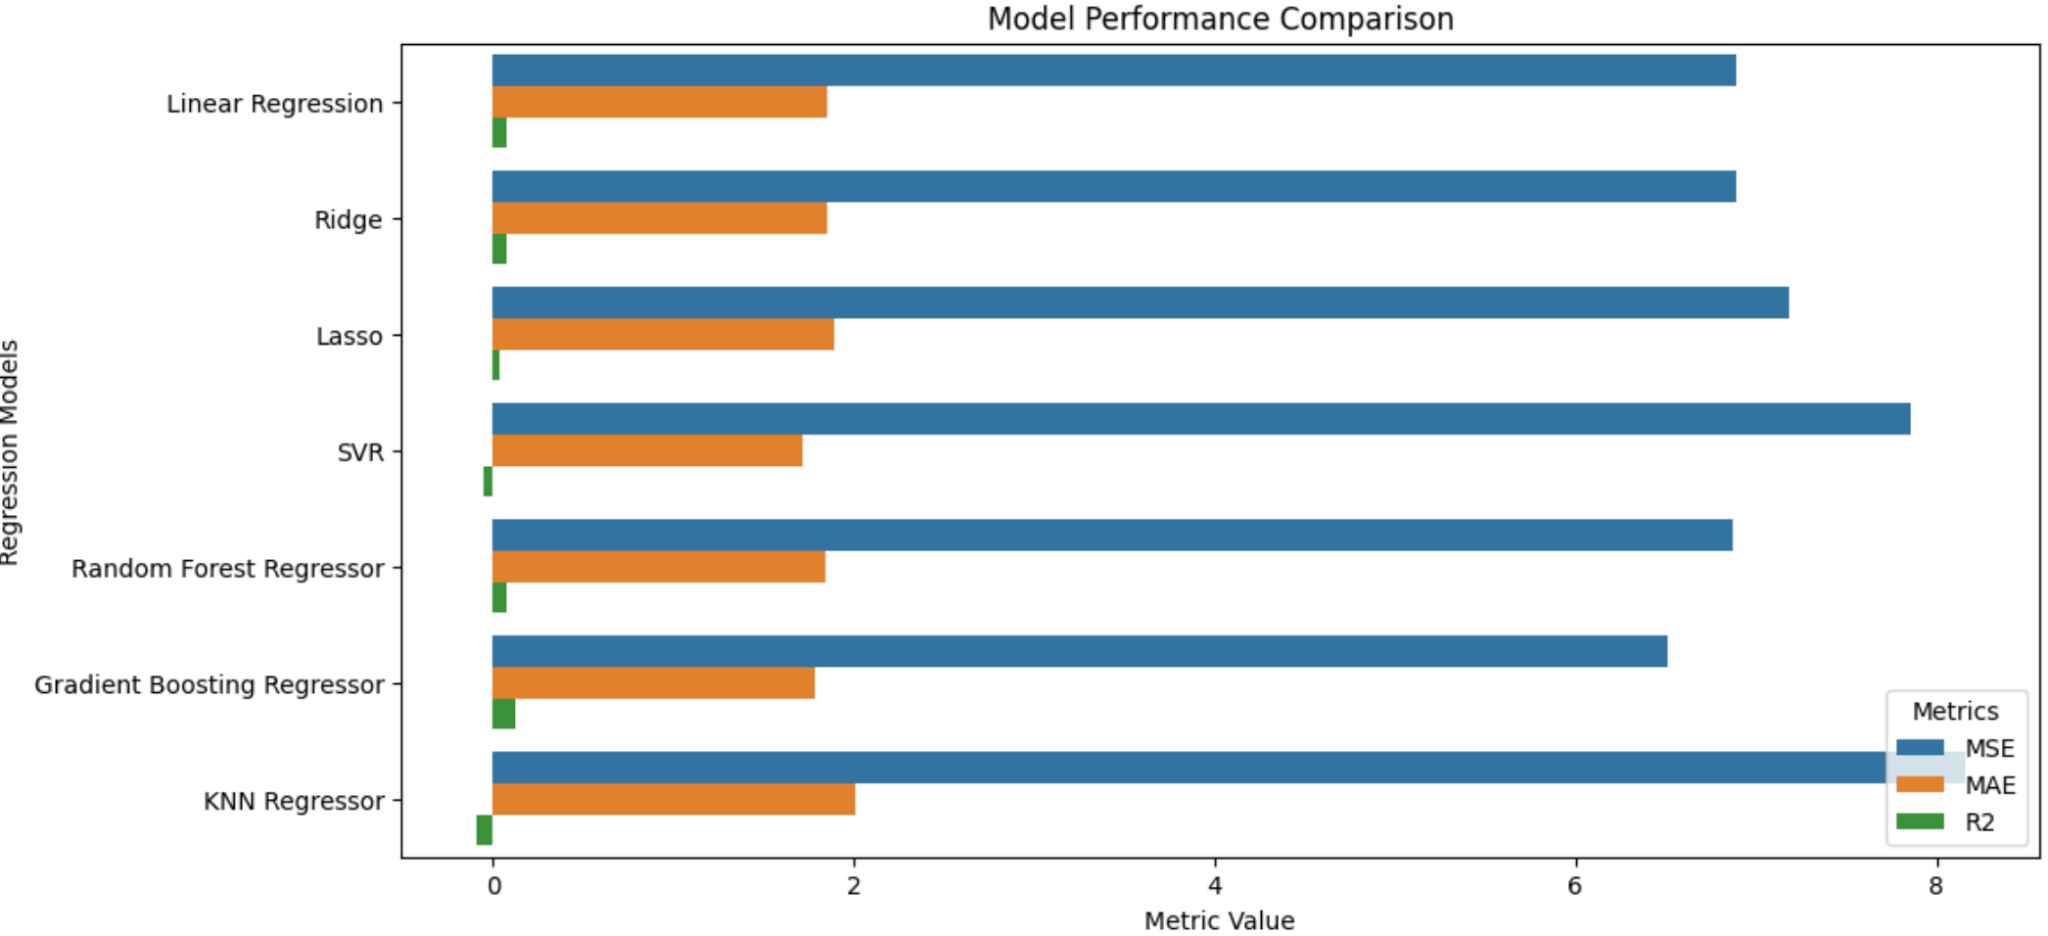 Model Performance Comparison
Regression Models
Linear Regression
Ridge
Lasso
SVR
Random Forest Regressor
Gradient Boosting Regressor
KNN Regressor
Metrics
MSE
MAE
R2
0 2 4 6 8
Metric Value